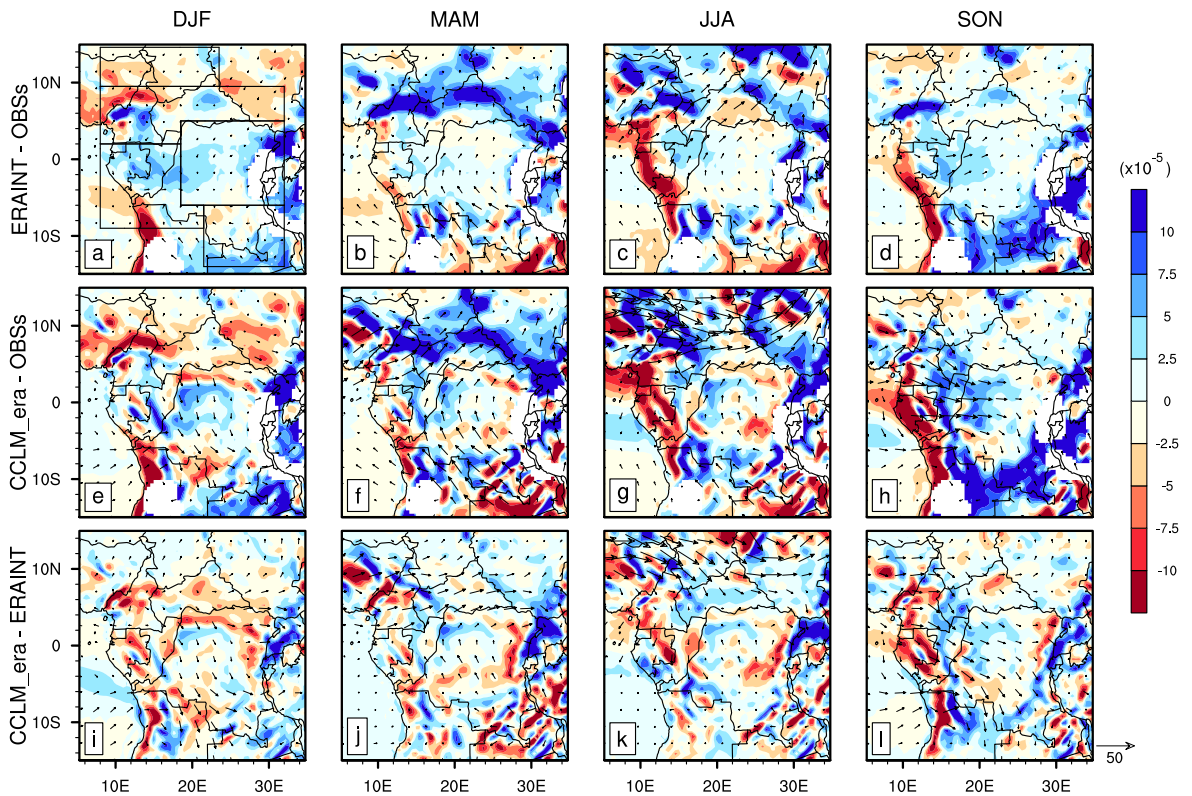 DJF MAM JJA SON
ERAINT - OBSs
10N
0
10S
a b c d
(x10⁻⁵)
10
7.5
5
2.5
0
-2.5
-5
-7.5
-10
CCLM_era - OBSs
10N
0
10S
e f g h
CCLM_era - ERAINT
10N
0
10S
i j k l
50
10E 20E 30E 10E 20E 30E 10E 20E 30E 10E 20E 30E